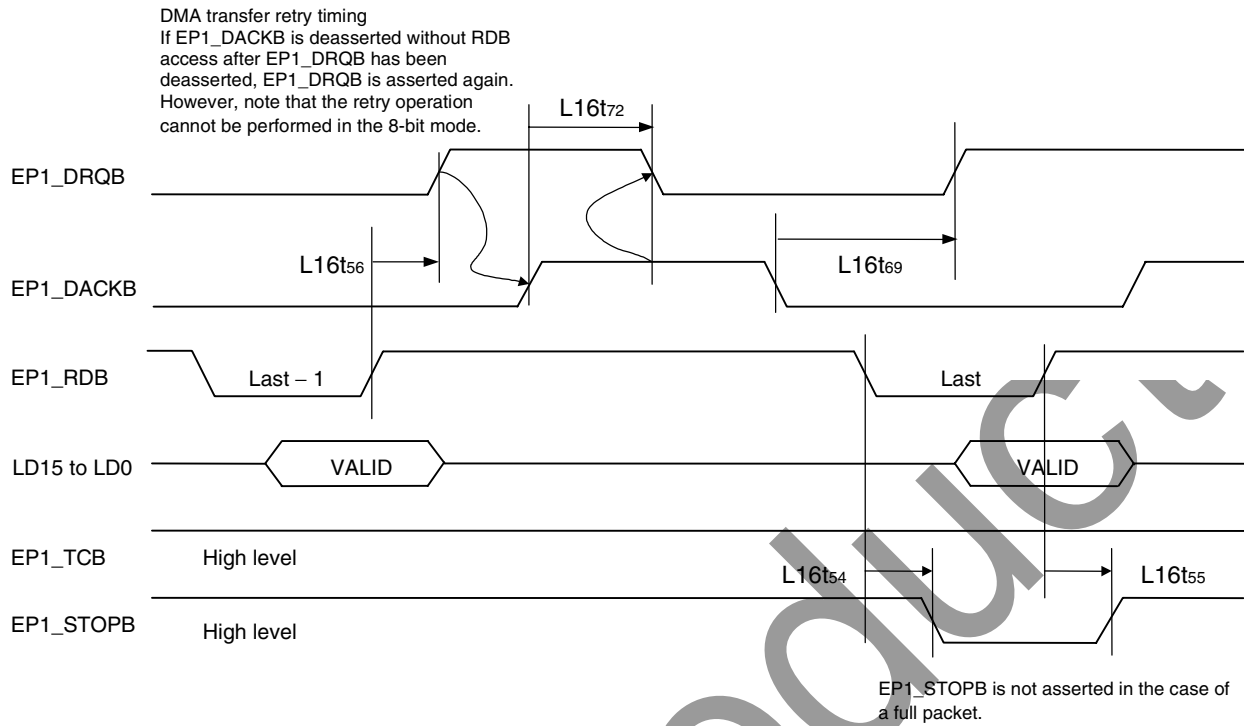 DMA transfer retry timing
If EP1_DACKB is deasserted without RDB
access after EP1_DRQB has been
deasserted, EP1_DRQB is asserted again.
However, note that the retry operation
cannot be performed in the 8-bit mode.
L16t72
EP1_DRQB
L16t56
L16t69
EP1_DACKB
EP1_RDB
Last – 1
Last
LD15 to LD0
VALID
VALID
EP1_TCB
High level
L16t54
L16t55
EP1_STOPB
High level
EP1_STOPB is not asserted in the case of
a full packet.